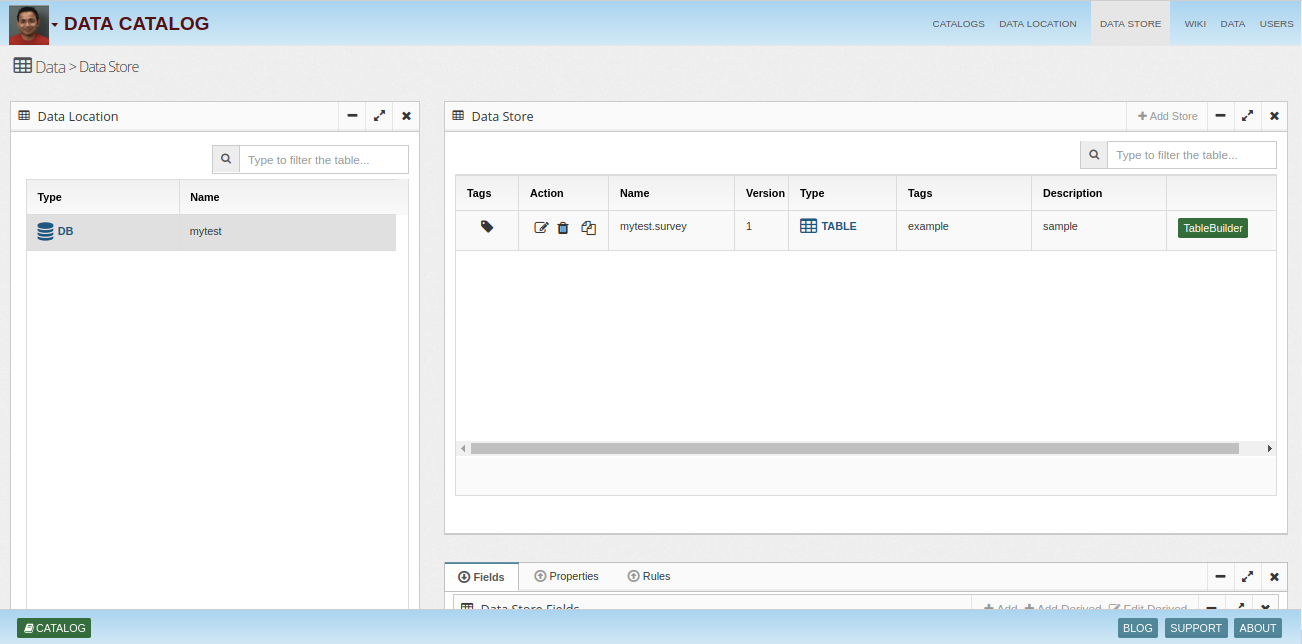 DATA CATALOG
CATALOGS DATA LOCATION DATA STORE WIKI DATA USERS
Data > Data Store
Data Location
Type to filter the table...
Type Name
DB mytest
Data Store
Add Store
Type to filter the table...
Tags Action Name Version Type Tags Description
mytest.survey 1 TABLE example sample TableBuilder
Fields Properties Rules
Data Store Fields Add Add Derived Edit Derived
CATALOG BLOG SUPPORT ABOUT